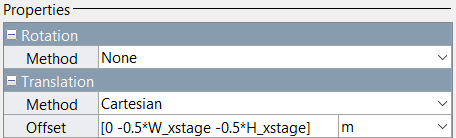 Properties
Rotation
Method None
Translation
Method Cartesian
Offset [0 -0.5*W_xstage -0.5*H_xstage] m